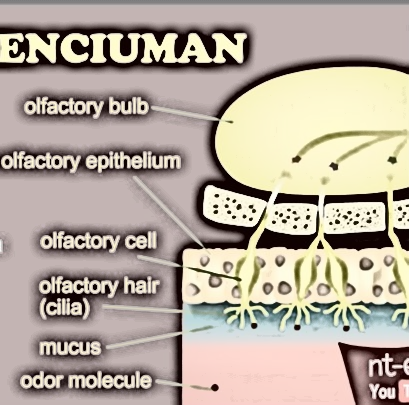 ENCIUMAN
olfactory bulb
olfactory epithelium
olfactory cell
olfactory hair
(cilia)
mucus
odor molecule
nt-e
You